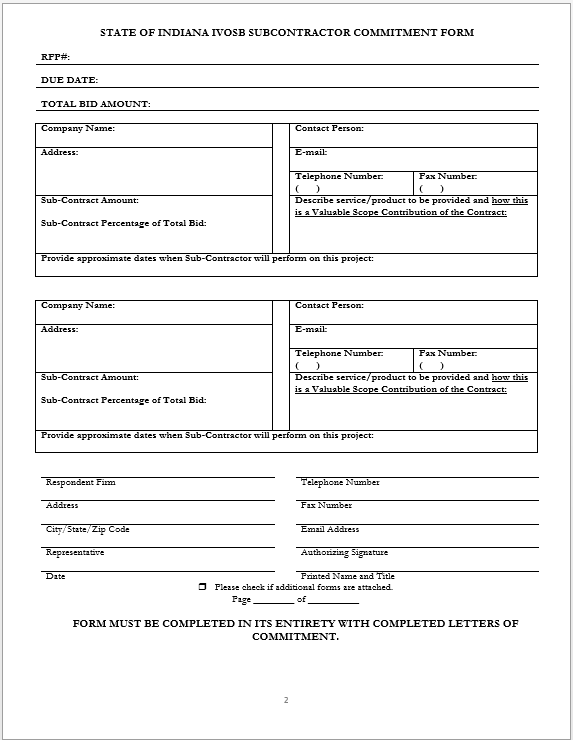 STATE OF INDIANA IVOSB SUBCONTRACTOR COMMITMENT FORM
RFP#:
DUE DATE:
TOTAL BID AMOUNT:
Company Name:
Contact Person:
Address:
E-mail:
Telephone Number:
Fax Number:
( )
( )
Sub-Contract Amount:
Describe service/product to be provided and how this
is a Valuable Scope Contribution of the Contract:
Sub-Contract Percentage of Total Bid:
Provide approximate dates when Sub-Contractor will perform on this project:
Company Name:
Contact Person:
Address:
E-mail:
Telephone Number:
Fax Number:
( )
( )
Sub-Contract Amount:
Describe service/product to be provided and how this
is a Valuable Scope Contribution of the Contract:
Sub-Contract Percentage of Total Bid:
Provide approximate dates when Sub-Contractor will perform on this project:
Respondent Firm
Telephone Number
Address
Fax Number
City/State/Zip Code
Email Address
Representative
Authorizing Signature
Date
Printed Name and Title
❒ Please check if additional forms are attached.
Page ________ of __________
FORM MUST BE COMPLETED IN ITS ENTIRETY WITH COMPLETED LETTERS OF
COMMITMENT.
2